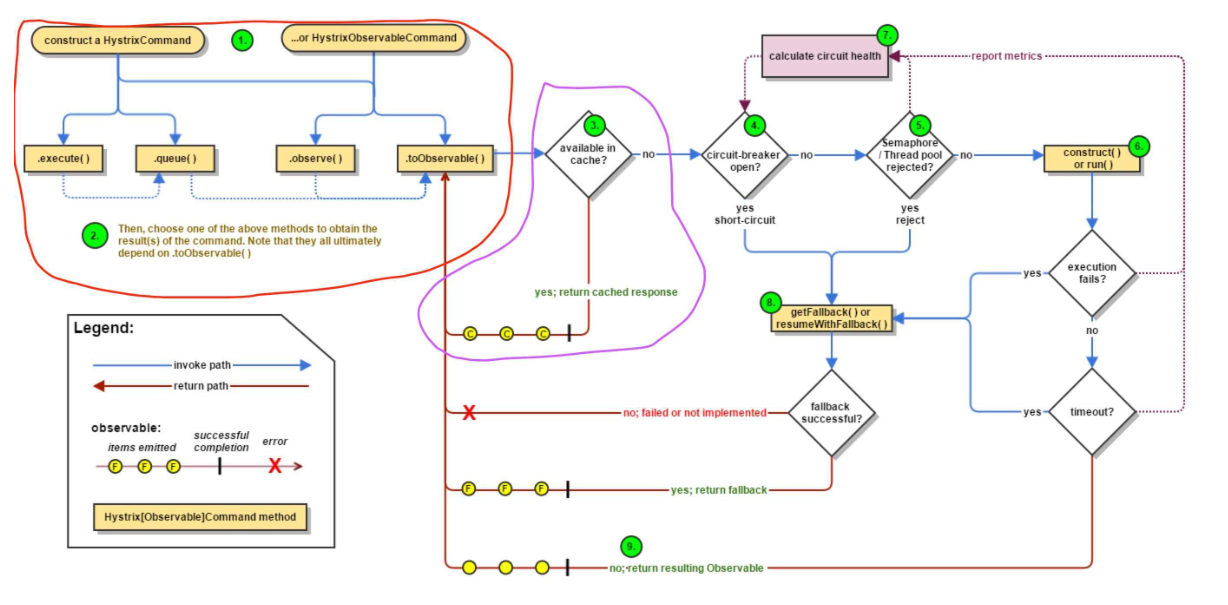 construct a HystrixCommand
1.
...or HystrixObservableCommand
7.
calculate circuit health
report metrics
.execute( )
.queue( )
.observe( )
.toObservable( )
3.
available in
cache?
no
4.
circuit-breaker
open?
no
5.
Semaphore
/ Thread pool
rejected?
no
6.
construct( )
or run( )
yes
short-circuit
yes
reject
2.
Then, choose one of the above methods to obtain the
result(s) of the command. Note that they all ultimately
depend on .toObservable( )
yes
execution
fails?
yes; return cached response
8.
getFallback( ) or
resumeWithFallback( )
no
C C C
Legend:
invoke path
return path
observable:
items emitted
successful
completion
error
F F F
X
Hystrix[Observable]Command method
X
no; failed or not implemented
fallback
successful?
yes
timeout?
F F F
yes; return fallback
9.
no; return resulting Observable